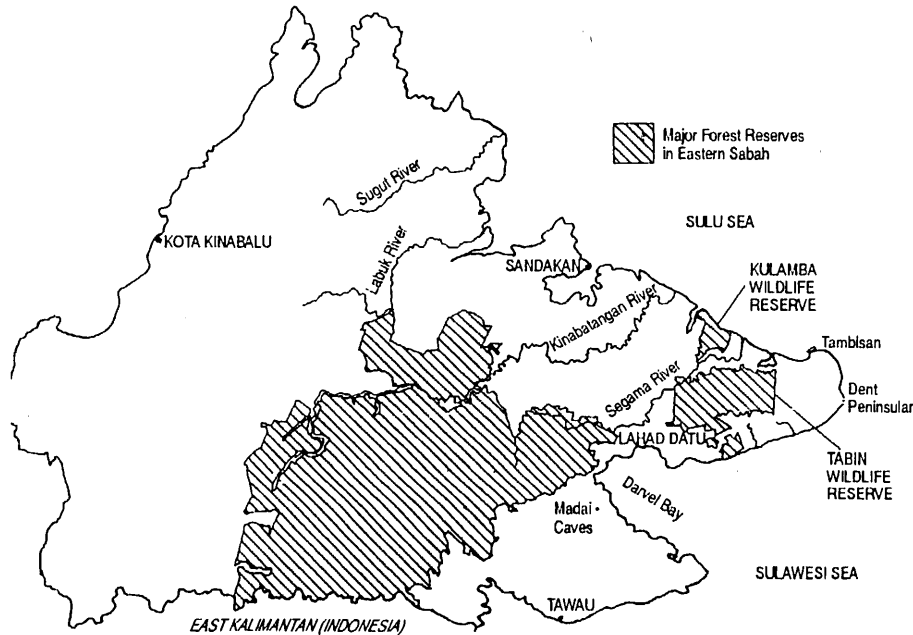 Major Forest Reserves
in Eastern Sabah
Sugut River
SULU SEA
KOTA KINABALU
Labuk River
SANDAKAN
KULAMBA
WILDLIFE
RESERVE
Kinabatangan River
Tambisan
Segama River
Dent
Peninsular
LAHAD DATU
TABIN
WILDLIFE
RESERVE
Darvel Bay
Madai
Caves
SULAWESI SEA
TAWAU
EAST KALIMANTAN (INDONESIA)